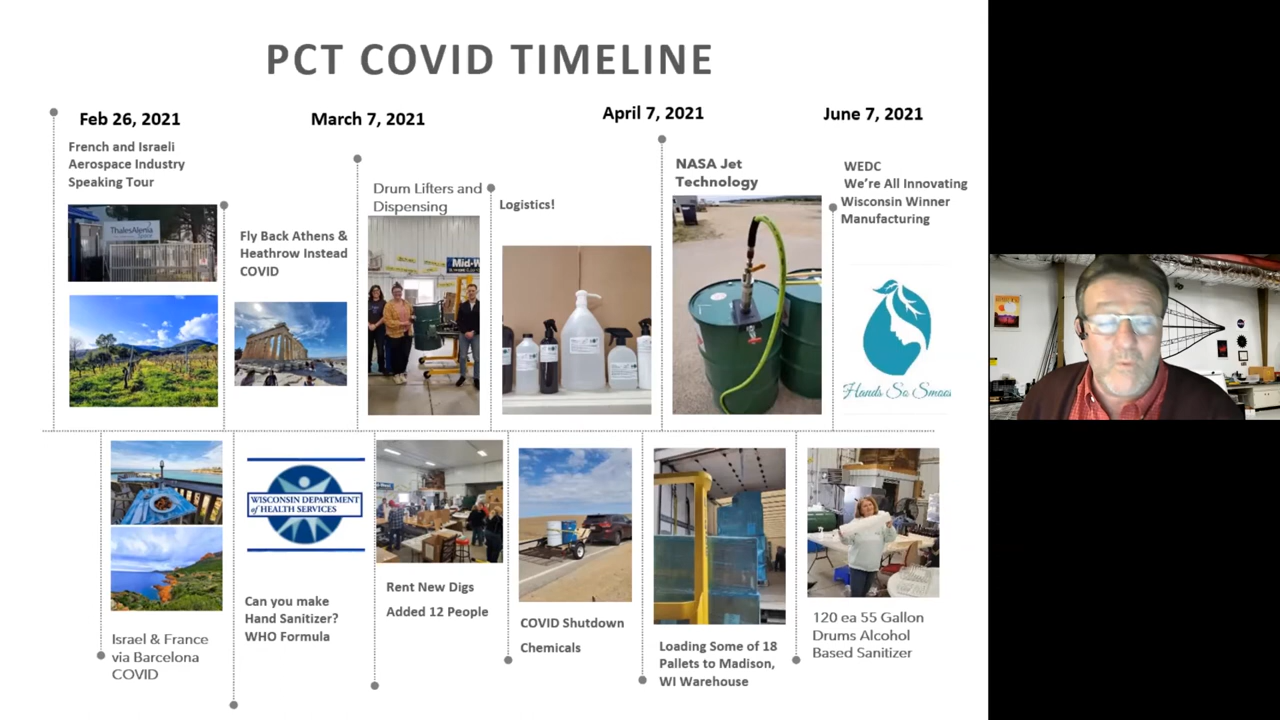 PCT COVID TIMELINE
Feb 26, 2021
March 7, 2021
April 7, 2021
June 7, 2021
French and Israeli
Aerospace Industry
Speaking Tour
ThalesAlenia
Space
Fly Back Athens &
Heathrow Instead
COVID
Drum Lifters and
Dispensing
Mid-W
Logistics!
NASA Jet
Technology
WEDC
We're All Innovating
Wisconsin Winner
Manufacturing
Hands So Smoo
Israel & France
via Barcelona
COVID
WISCONSIN DEPARTMENT
of HEALTH SERVICES
Can you make
Hand Sanitizer?
WHO Formula
Rent New Digs
Added 12 People
COVID Shutdown
Chemicals
Loading Some of 18
Pallets to Madison,
WI Warehouse
120 ea 55 Gallon
Drums Alcohol
Based Sanitizer